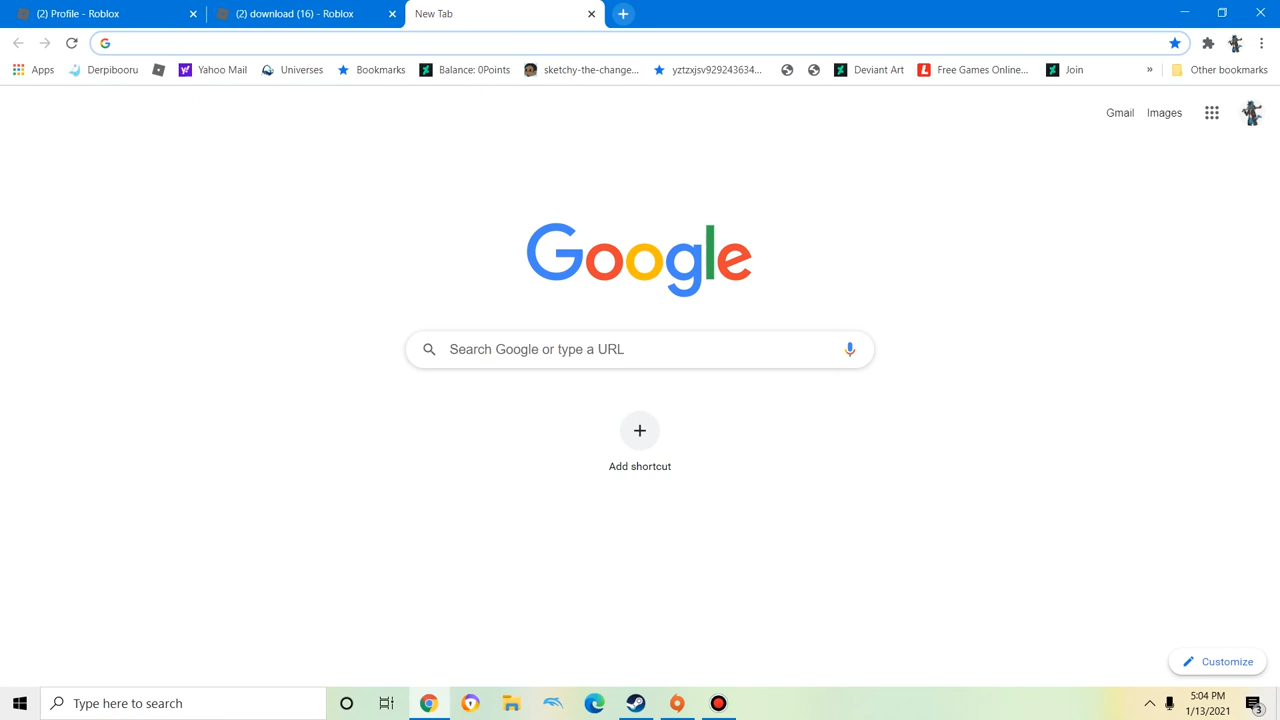 (2) Profile - Roblox
(2) download (16) - Roblox
New Tab
Apps
Derpibooru
Yahoo Mail
Universes
Bookmarks
Balance: 0Points
sketchy-the-change...
yztzxjsv929243634...
Deviant Art
Free Games Online...
Join
»
Other bookmarks
Gmail
Images
Google
Search Google or type a URL
Add shortcut
Customize
Type here to search
5:04 PM
1/13/2021
3